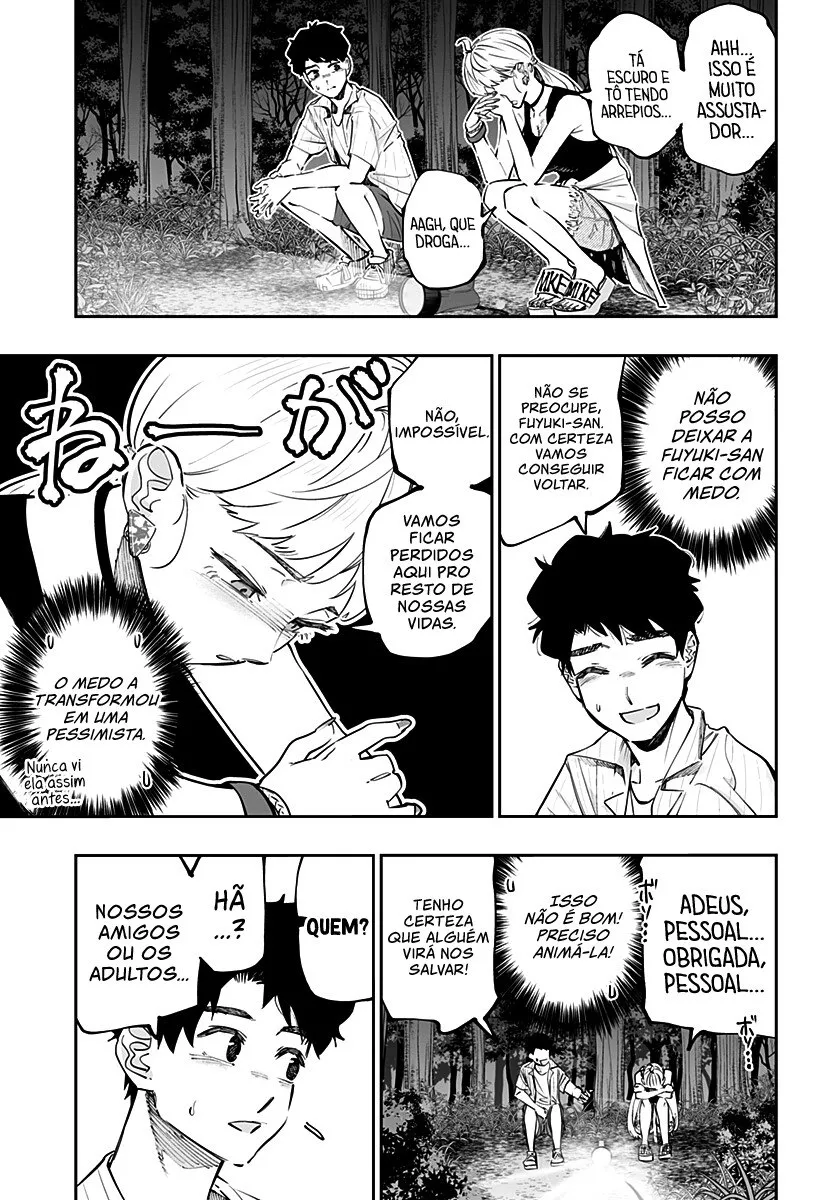 AHH...
ISSO É
MUITO
ASSUSTA-
DOR...
TÁ
ESCURO E
TÔ TENDO
ARREPIOS...
AAGH, QUE
DROGA...
NIKE
NIKE
NÃO
POSSO
DEIXAR A
FUYUKI-SAN
FICAR COM
MEDO.
NÃO SE
PREOCUPE,
FUYUKI-SAN.
COM CERTEZA
VAMOS
CONSEGUIR
VOLTAR.
NÃO,
IMPOSSÍVEL.
VAMOS
FICAR
PERDIDOS
AQUI PRO
RESTO DE
NOSSAS
VIDAS.
ねーがﾞ
O MEDO A
TRANSFORMOU
EM UMA
PESSIMISTA.
Nunca vi
ela assim
antes...
ADEUS,
PESSOAL...
OBRIGADA,
PESSOAL...
ボソ...
ボソ...
ISSO
NÃO É BOM!
PRECISO
ANIMÁ-LA!
TENHO
CERTEZA
QUE ALGUÉM
VIRÁ NOS
SALVAR!
QUEM?
HÃ
...?
NOSSOS
AMIGOS
OU OS
ADULTOS...